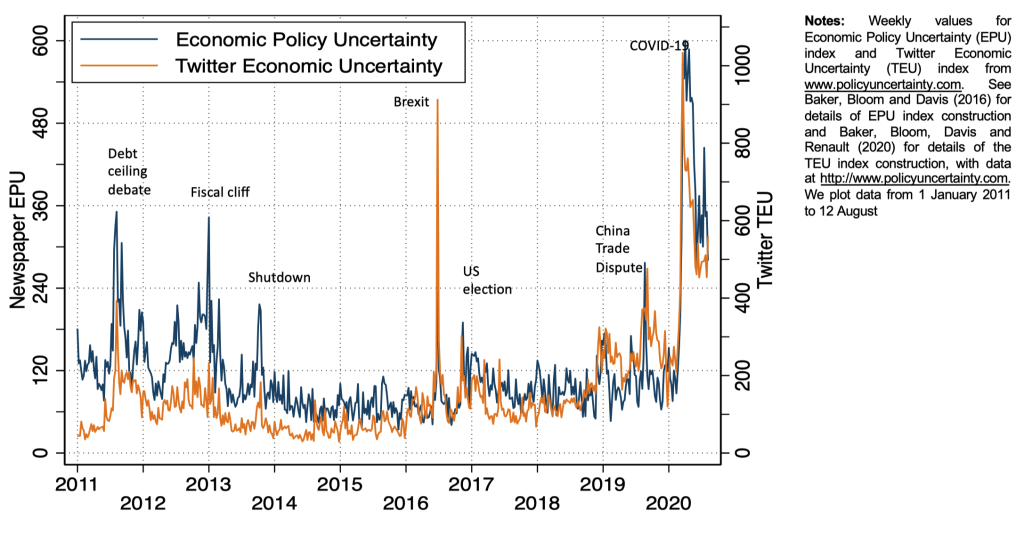 Economic Policy Uncertainty
Twitter Economic Uncertainty
COVID-19
Brexit
Debt
ceiling
debate
Fiscal cliff
Shutdown
US
election
China
Trade
Dispute
Newspaper EPU
600
480
360
240
120
0
Twitter TEU
1000
800
600
400
200
0
2011
2012
2013
2014
2015
2016
2017
2018
2019
2020
Notes: Weekly values for
Economic Policy Uncertainty (EPU)
index and Twitter Economic
Uncertainty (TEU) index from
www.policyuncertainty.com. See
Baker, Bloom and Davis (2016) for
details of EPU index construction
and Baker, Bloom, Davis and
Renault (2020) for details of the
TEU index construction, with data
at http://www.policyuncertainty.com.
We plot data from 1 January 2011
to 12 August